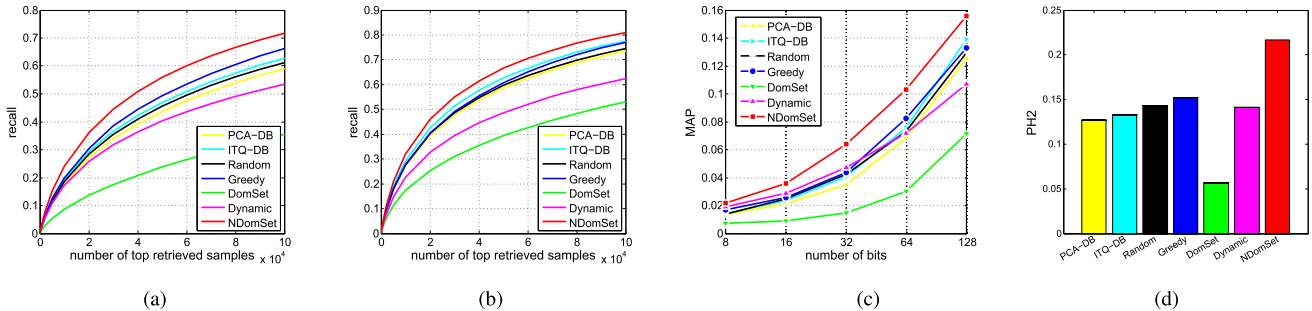 0.8
0.7
0.6
0.5
0.4
0.3
0.2
0.1
0
recall
0 2 4 6 8 10
number of top retrieved samples x 10^4
PCA−DB
ITQ−DB
Random
Greedy
DomSet
Dynamic
NDomSet
(a)
0.9
0.8
0.7
0.6
0.5
0.4
0.3
0.2
0.1
0
recall
0 2 4 6 8 10
number of top retrieved samples x 10^4
PCA−DB
ITQ−DB
Random
Greedy
DomSet
Dynamic
NDomSet
(b)
0.16
0.14
0.12
0.1
0.08
0.06
0.04
0.02
0
MAP
8 16 32 64 128
number of bits
PCA−DB
ITQ−DB
Random
Greedy
DomSet
Dynamic
NDomSet
(c)
0.25
0.2
0.15
0.1
0.05
0
PH2
PCA−DB ITQ−DB Random Greedy DomSet Dynamic NDomSet
(d)